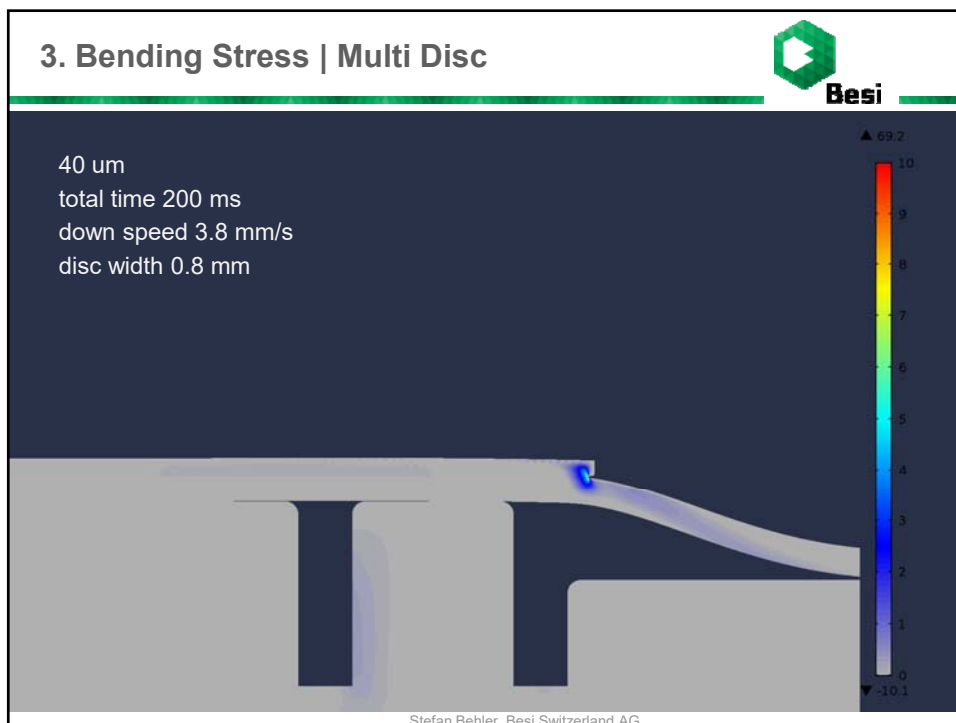 3. Bending Stress | Multi Disc
Besi
40 um
total time 200 ms
down speed 3.8 mm/s
disc width 0.8 mm
▲ 69.2
10
9
8
7
6
5
4
3
2
1
0
▼ -10.1
Stefan Behler, Besi Switzerland AG